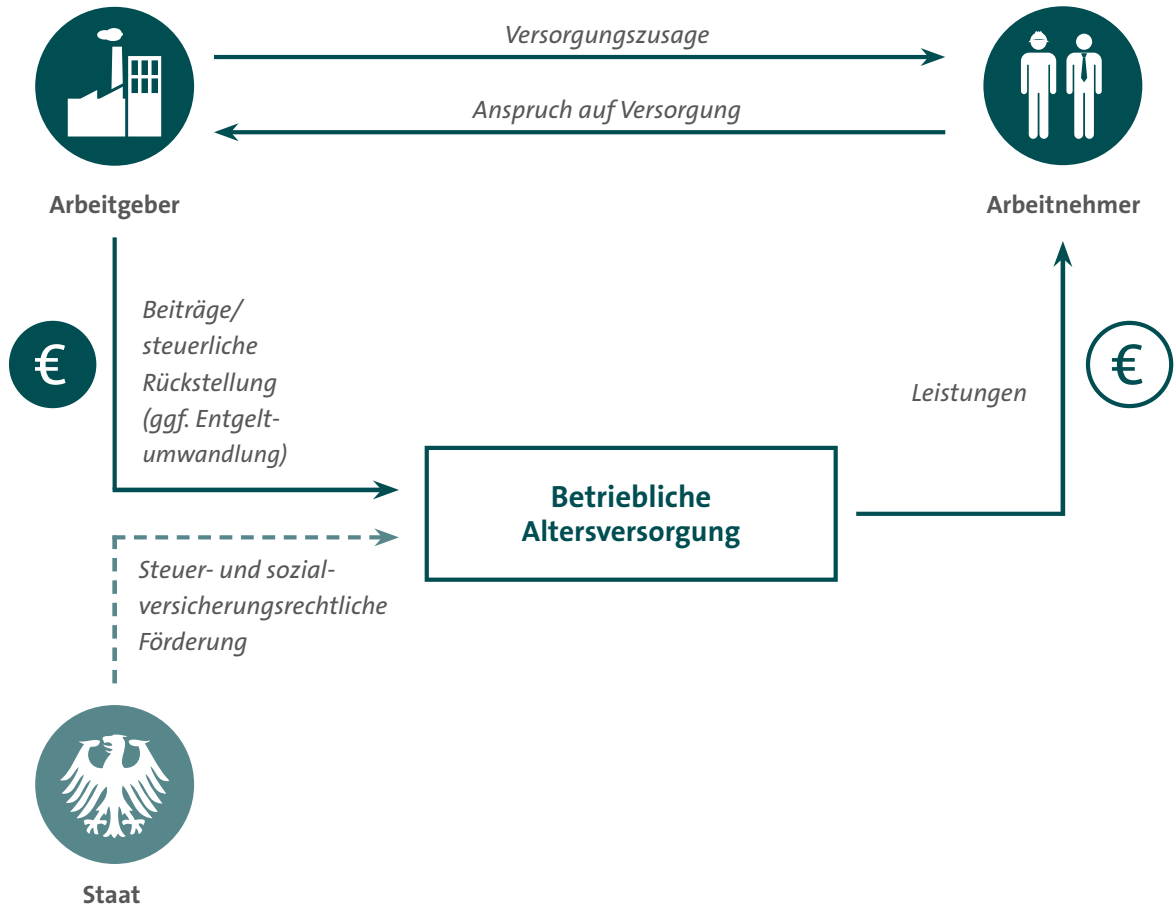 Versorgungszusage
Anspruch auf Versorgung
Arbeitgeber
Arbeitnehmer
Beiträge/
steuerliche
Rückstellung
(ggf. Entgelt-
umwandlung)
€
Leistungen
€
Betriebliche
Altersversorgung
Steuer- und sozial-
versicherungsrechtliche
Förderung
Staat